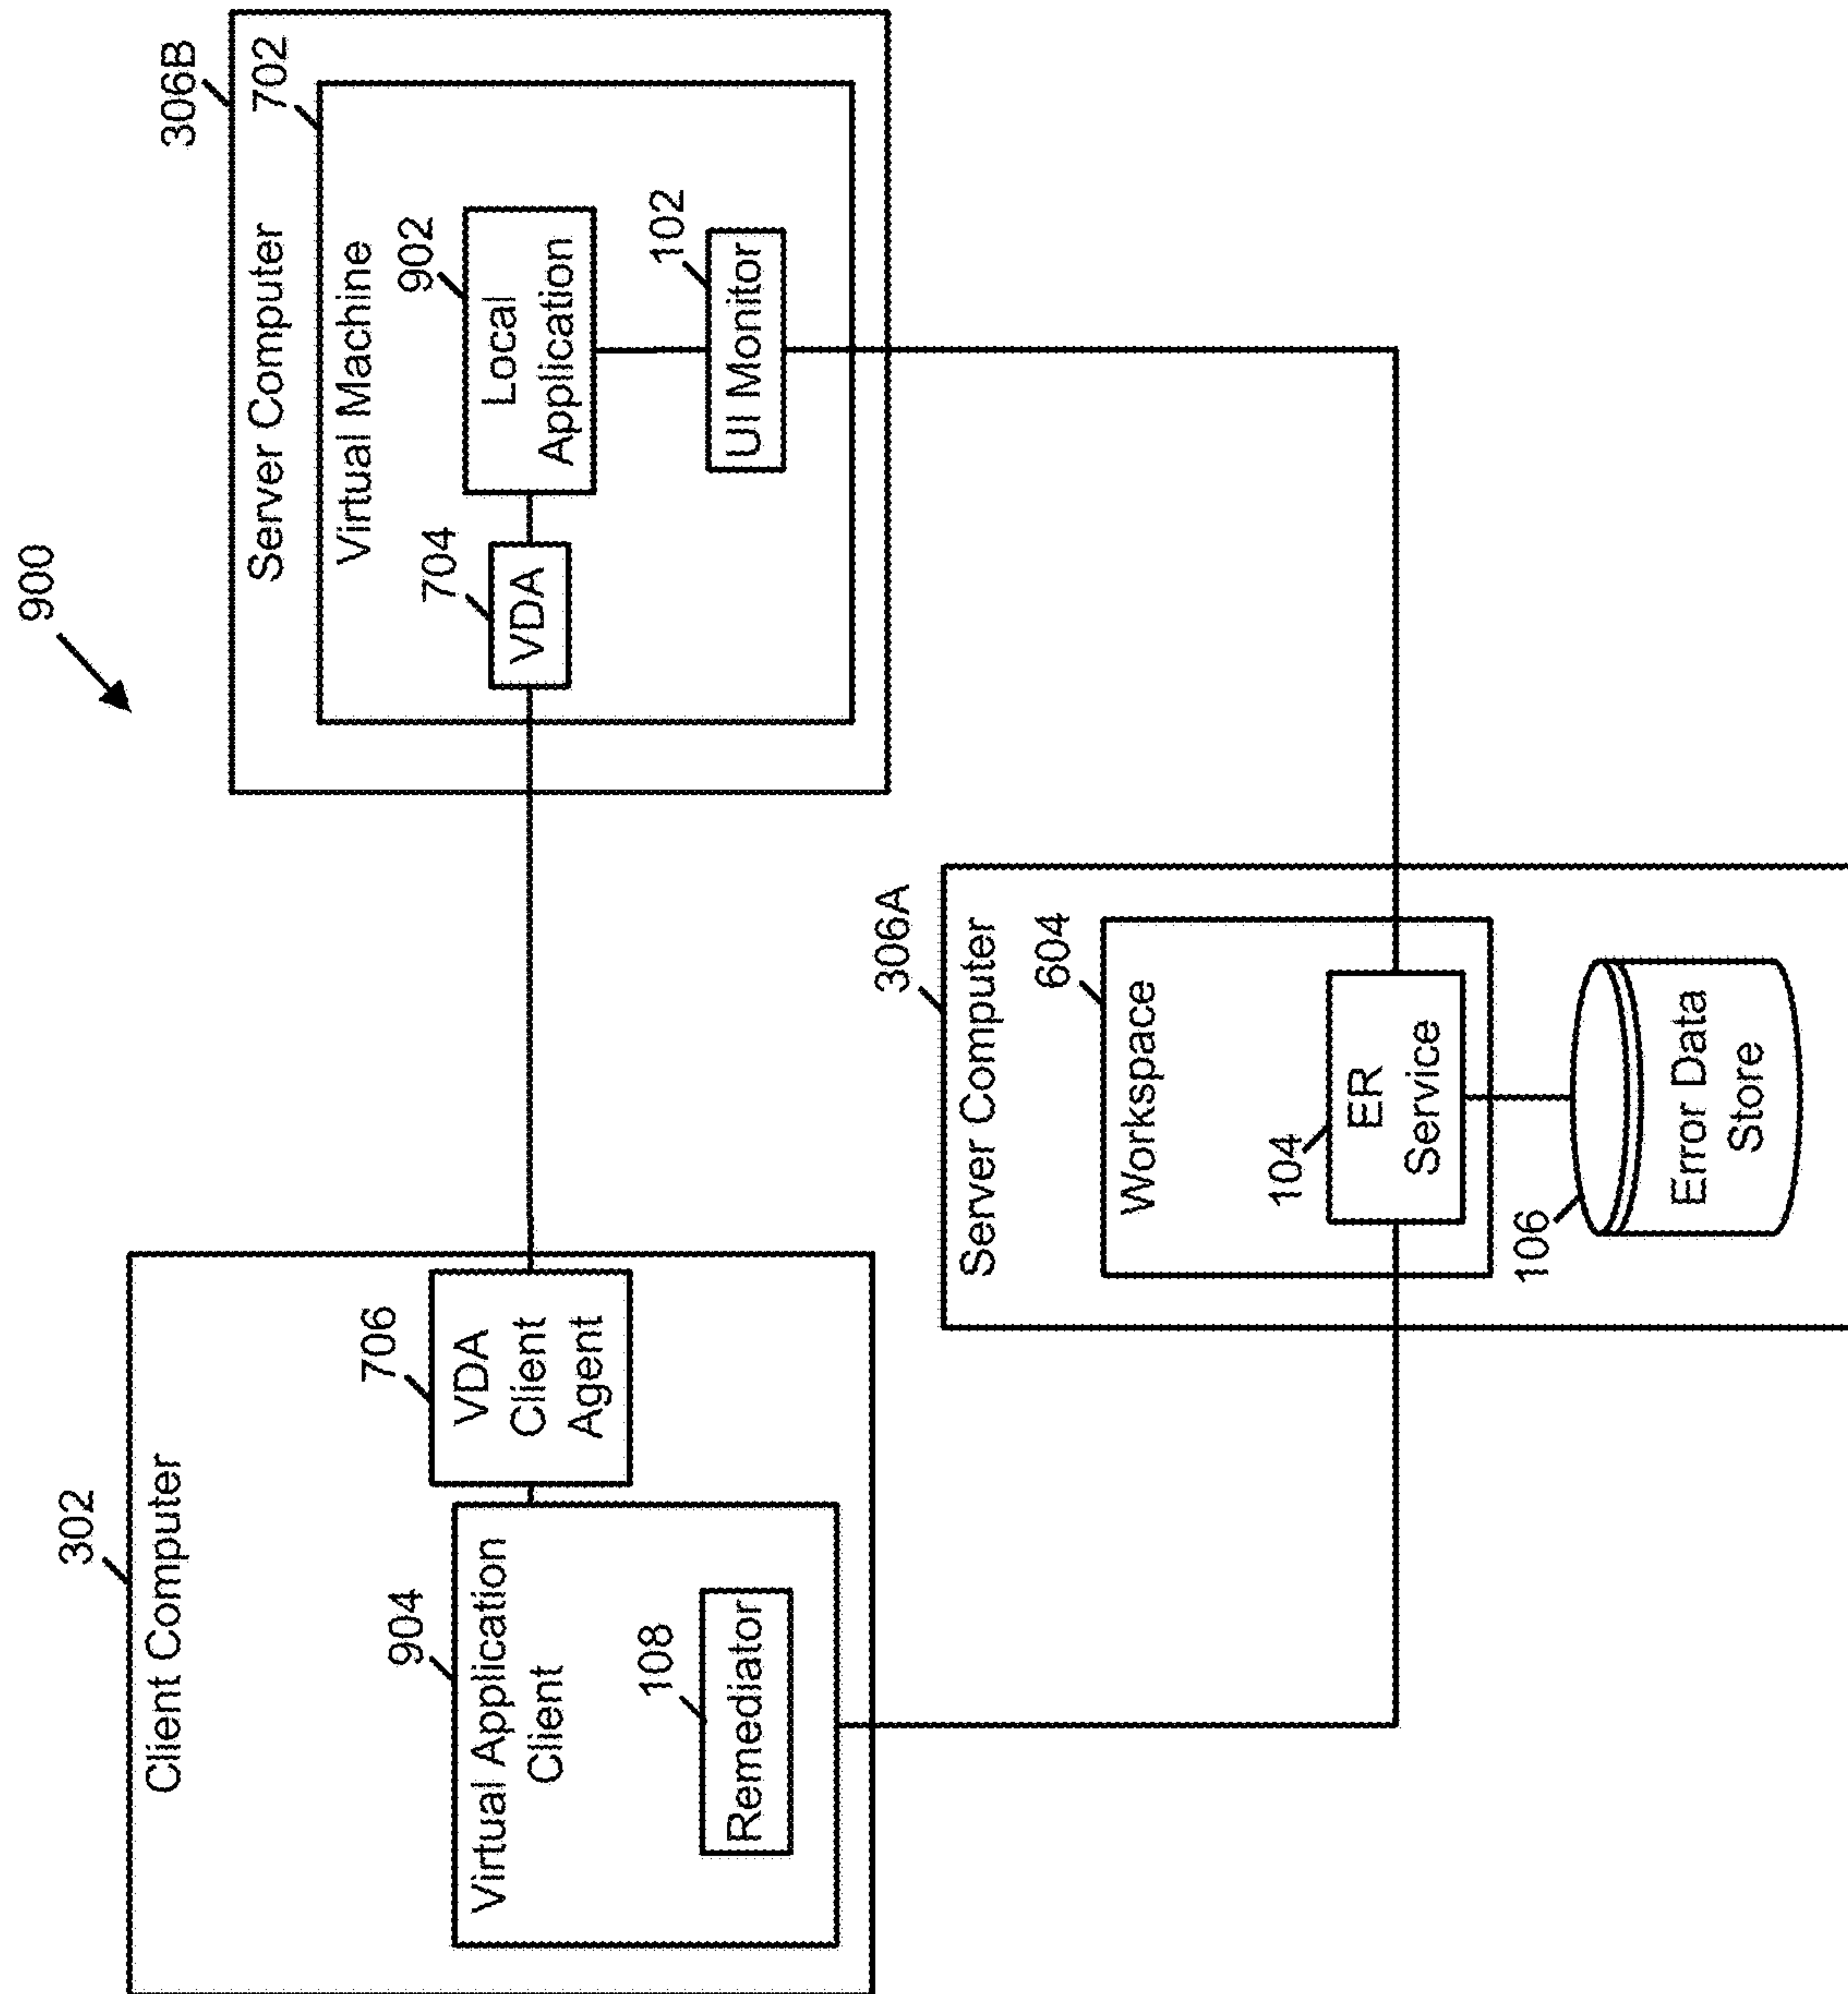 900
302
Client Computer
904
Virtual Application
Client
108
Remediator
706
VDA
Client
Agent
306B
Server Computer
702
Virtual Machine
704
VDA
902
Local
Application
102
UI Monitor
306A
Server Computer
604
Workspace
104
ER
Service
106
Error Data
Store